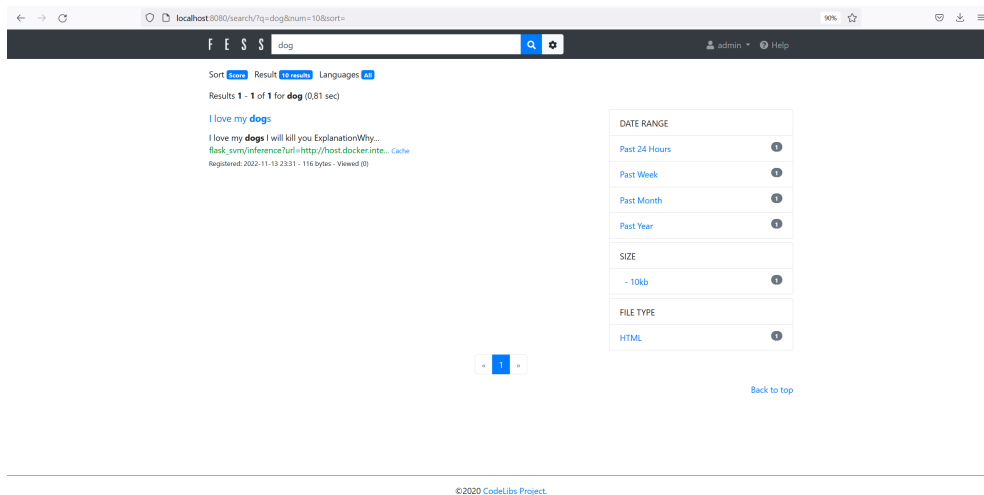 localhost:8080/search/?q=dog&num=10&sort=
90%
FESS
dog
admin
Help
Sort Score Result 10 results Languages All
Results 1 - 1 of 1 for dog (0,81 sec)
I love my dogs
I love my dogs I will kill you ExplanationWhy...
flask_svm/inference?url=http://host.docker.inte... Cache
Registered: 2022-11-13 23:31 - 116 bytes - Viewed (0)
DATE RANGE
Past 24 Hours 1
Past Week 1
Past Month 1
Past Year 1
SIZE
- 10kb 1
FILE TYPE
HTML 1
« 1 »
Back to top
©2020 CodeLibs Project.